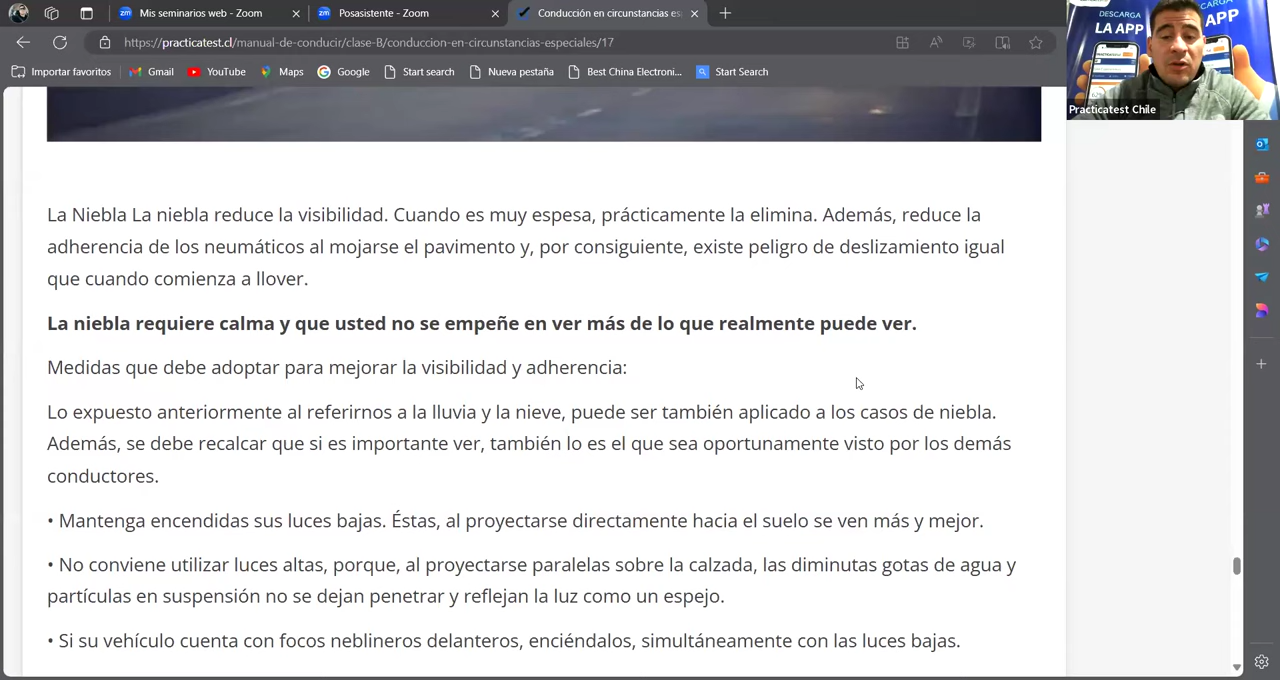 Mis seminarios web - Zoom
Posasistente - Zoom
Conducción en circunstancias es
https://practicatest.cl/manual-de-conducir/clase-B/conduccion-en-circunstancias-especiales/17
Importar favoritos
Gmail
YouTube
Maps
Google
Start search
Nueva pestaña
Best China Electroni...
Start Search
DESCARGA
LA APP
CARGA
APP
Practicatest Chile
La Niebla La niebla reduce la visibilidad. Cuando es muy espesa, prácticamente la elimina. Además, reduce la
adherencia de los neumáticos al mojarse el pavimento y, por consiguiente, existe peligro de deslizamiento igual
que cuando comienza a llover.
La niebla requiere calma y que usted no se empeñe en ver más de lo que realmente puede ver.
Medidas que debe adoptar para mejorar la visibilidad y adherencia:
Lo expuesto anteriormente al referirnos a la lluvia y la nieve, puede ser también aplicado a los casos de niebla.
Además, se debe recalcar que si es importante ver, también lo es el que sea oportunamente visto por los demás
conductores.
• Mantenga encendidas sus luces bajas. Éstas, al proyectarse directamente hacia el suelo se ven más y mejor.
• No conviene utilizar luces altas, porque, al proyectarse paralelas sobre la calzada, las diminutas gotas de agua y
partículas en suspensión no se dejan penetrar y reflejan la luz como un espejo.
• Si su vehículo cuenta con focos neblineros delanteros, enciéndalos, simultáneamente con las luces bajas.